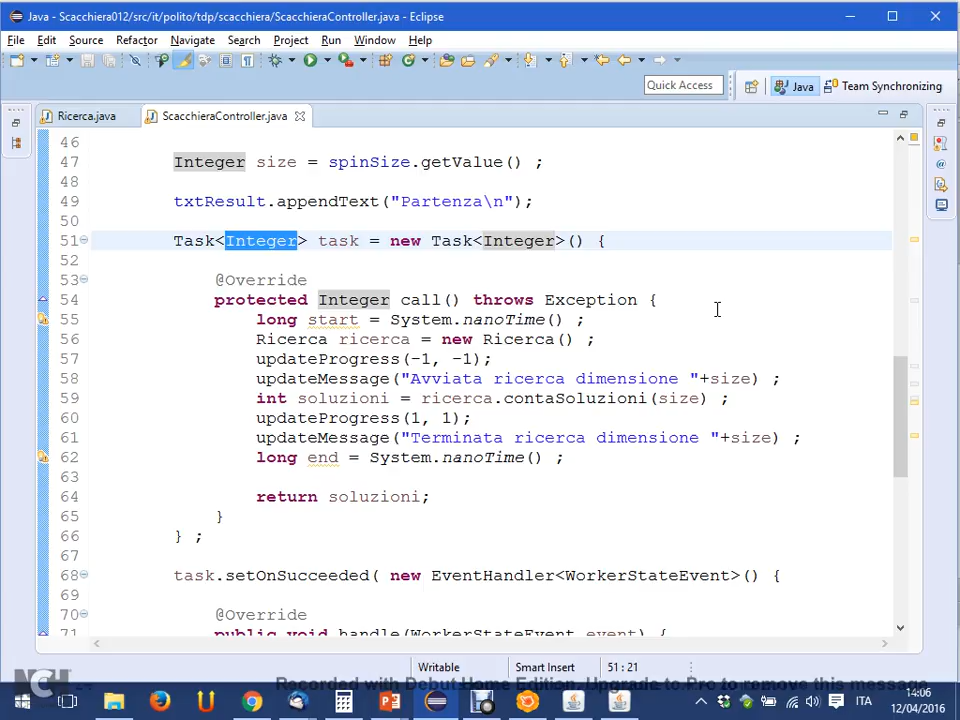 Java - Scacchiera012/src/it/polito/tdp/scacchiera/ScacchieraController.java - Eclipse
File Edit Source Refactor Navigate Search Project Run Window Help
Quick Access Java Team Synchronizing
Ricerca.java ScacchieraController.java
46
47 Integer size = spinSize.getValue() ;
48
49 txtResult.appendText("Partenza\n");
50
51 Task<Integer> task = new Task<Integer>() {
52
53 @Override
54 protected Integer call() throws Exception {
55 long start = System.nanoTime() ;
56 Ricerca ricerca = new Ricerca() ;
57 updateProgress(-1, -1);
58 updateMessage("Avviata ricerca dimensione "+size) ;
59 int soluzioni = ricerca.contaSoluzioni(size) ;
60 updateProgress(1, 1);
61 updateMessage("Terminata ricerca dimensione "+size) ;
62 long end = System.nanoTime() ;
63
64 return soluzioni;
65 }
66 } ;
67
68 task.setOnSucceeded( new EventHandler<WorkerStateEvent>() {
69
70 @Override
71 public void handle(WorkerStateEvent event) {
Writable Smart Insert 51 : 21
NCH
Recorded with Debut Home Edition. Upgrade to Pro to remove this message
ITA
14:06
12/04/2016